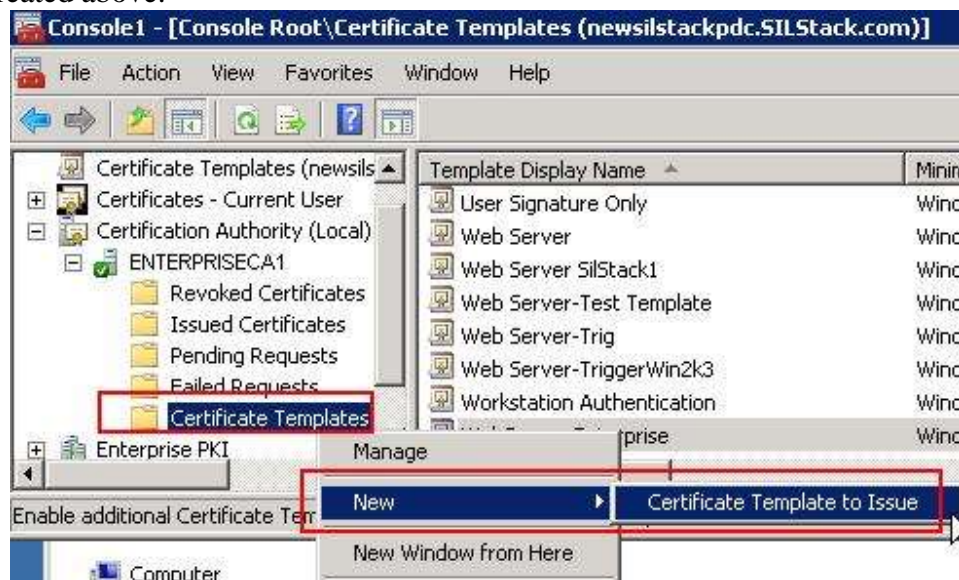 Console1 - [Console Root\Certificate Templates (newsilstackpdc.SILStack.com)]
File Action View Favorites Window Help
Certificate Templates (newsils
Certificates - Current User
Certification Authority (Local)
ENTERPRISECA1
Revoked Certificates
Issued Certificates
Pending Requests
Failed Requests
Certificate Templates
Enterprise PKI
Template Display Name
User Signature Only
Web Server
Web Server SilStack1
Web Server-Test Template
Web Server-Trig
Web Server-TriggerWin2k3
Workstation Authentication
Manage
New
Certificate Template to Issue
New Window from Here
Enable additional Certificate Tem
Computer